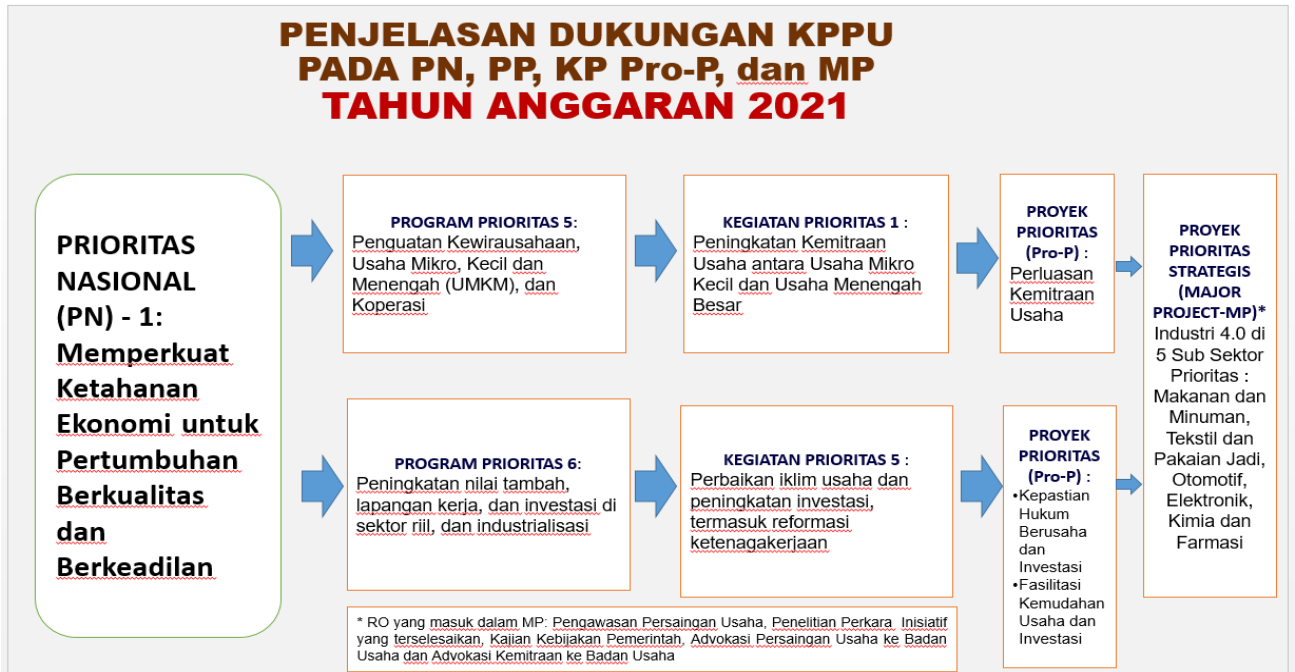 PENJELASAN DUKUNGAN KPPU
PADA PN, PP, KP Pro-P, dan MP
TAHUN ANGGARAN 2021
PRIORITAS
NASIONAL
(PN) - 1:
Memperkuat
Ketahanan
Ekonomi untuk
Pertumbuhan
Berkualitas
dan
Berkeadilan
PROGRAM PRIORITAS 5:
Penguatan Kewirausahaan,
Usaha Mikro, Kecil dan
Menengah (UMKM), dan
Koperasi
KEGIATAN PRIORITAS 1 :
Peningkatan Kemitraan
Usaha antara Usaha Mikro
Kecil dan Usaha Menengah
Besar
PROYEK
PRIORITAS
(Pro-P) :
Perluasan
Kemitraan
Usaha
PROGRAM PRIORITAS 6:
Peningkatan nilai tambah,
lapangan kerja, dan investasi di
sektor riil, dan industrialisasi
KEGIATAN PRIORITAS 5 :
Perbaikan iklim usaha dan
peningkatan investasi,
termasuk reformasi
ketenagakerjaan
PROYEK
PRIORITAS
(Pro-P) :
•Kepastian
Hukum
Berusaha
dan
Investasi
•Fasilitasi
Kemudahan
Usaha dan
Investasi
PROYEK
PRIORITAS
STRATEGIS
(MAJOR
PROJECT-MP)*
Industri 4.0 di
5 Sub Sektor
Prioritas :
Makanan dan
Minuman,
Tekstil dan
Pakaian Jadi,
Otomotif,
Elektronik,
Kimia dan
Farmasi
* RO yang masuk dalam MP: Pengawasan Persaingan Usaha, Penelitian Perkara Inisiatif
yang terselesaikan, Kajian Kebijakan Pemerintah, Advokasi Persaingan Usaha ke Badan
Usaha dan Advokasi Kemitraan ke Badan Usaha